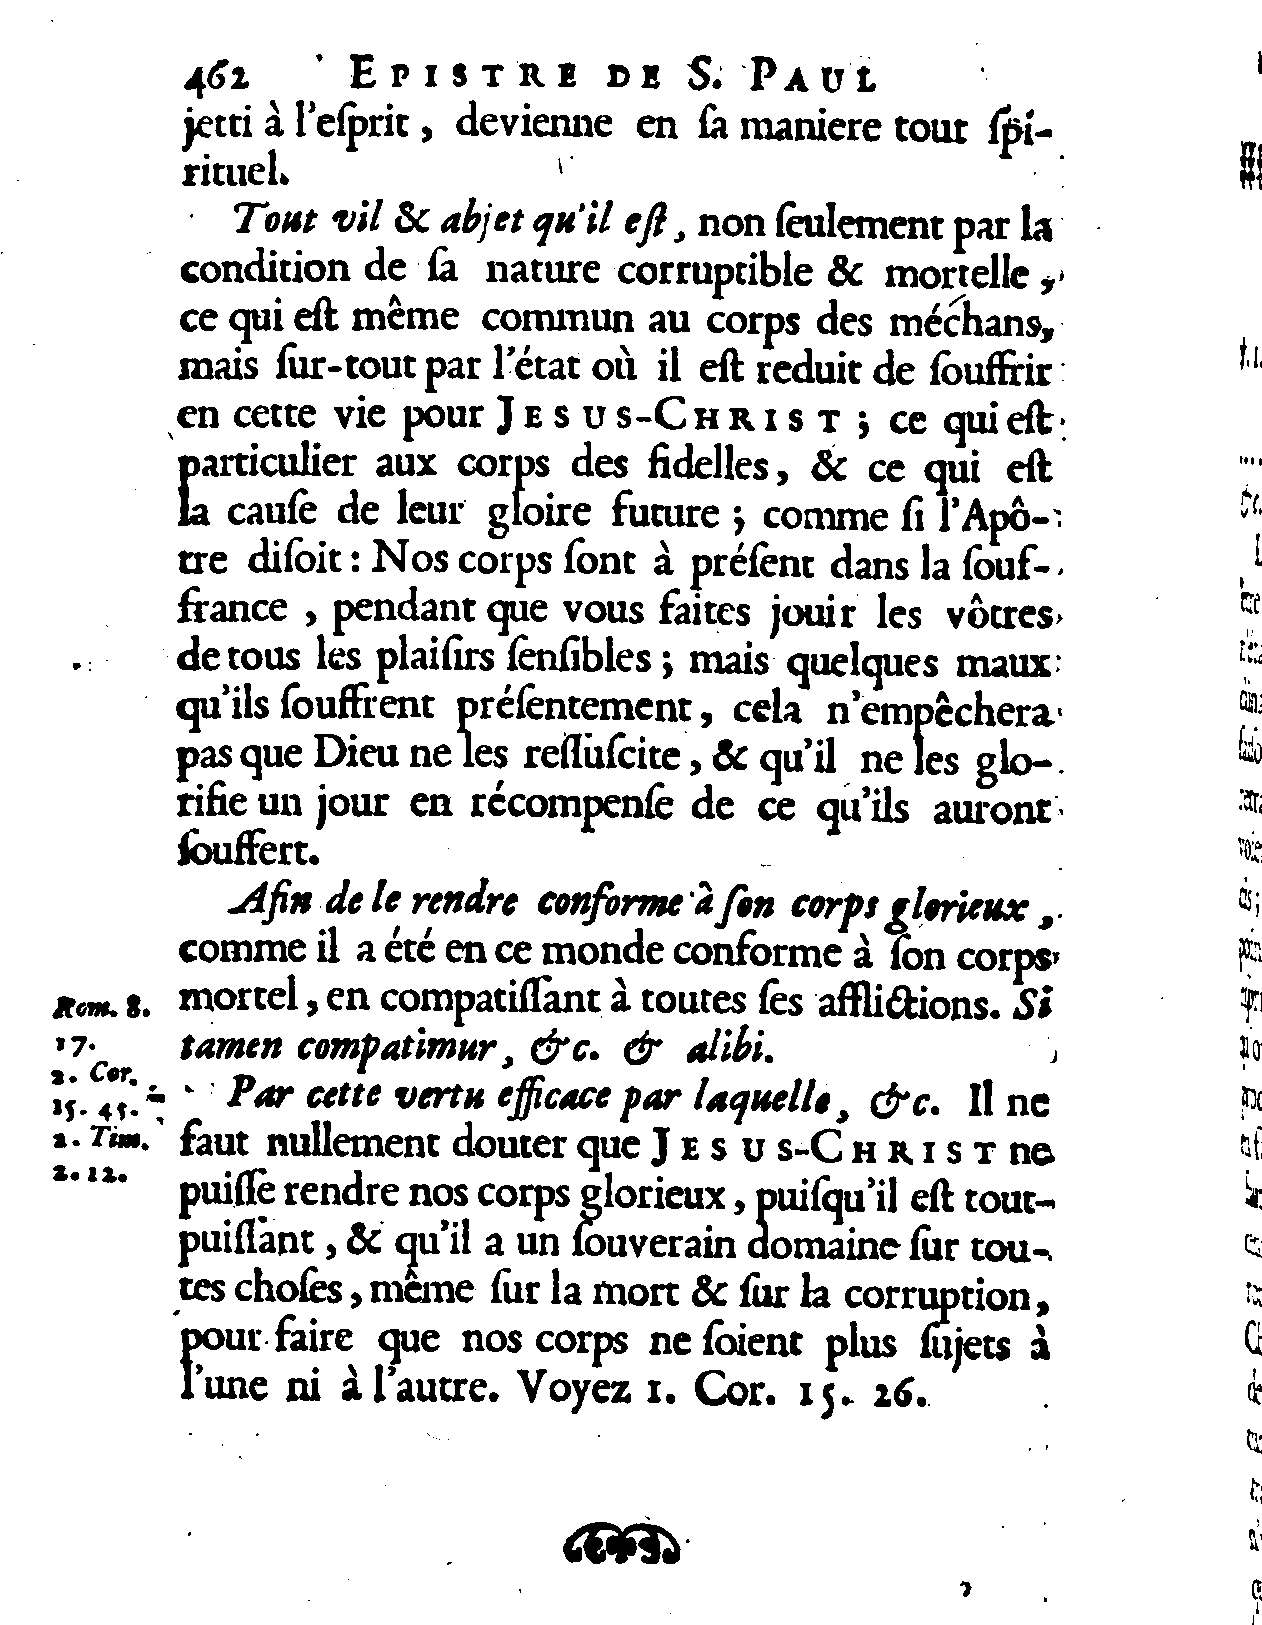 462 EPISTRE DE S. PAUL
jetti à l'eſprit, devienne en ſa maniere tout ſpi-
rituel.
Tout vil & abjet qu'il eſt, non ſeulement par la
condition de ſa nature corruptible & mortelle,
ce qui eſt même commun au corps des méchans,
mais ſur-tout par l'état où il eſt reduit de ſouffrir
en cette vie pour JESUS-CHRIST; ce qui eſt
particulier aux corps des fidelles, & ce qui eſt
la cauſe de leur gloire future; comme ſi l'Apô-
tre diſoit: Nos corps ſont à préſent dans la ſouf-
france, pendant que vous faites jouir les vôtres
de tous les plaiſirs ſenſibles; mais quelques maux
qu'ils ſouffrent préſentement, cela n'empêchera
pas que Dieu ne les reſſuſcite, & qu'il ne les glo-
rifie un jour en récompenſe de ce qu'ils auront
ſouffert.
Afin de le rendre conforme à ſon corps glorieux,
comme il a été en ce monde conforme à ſon corps
mortel, en compatiſſant à toutes ſes afflictions. Si
tamen compatimur, &c. & alibi.
Par cette vertu efficace par laquelle, &c. Il ne
faut nullement douter que JESUS-CHRIST ne
puiſſe rendre nos corps glorieux, puiſqu'il eſt tout-
puiſſant, & qu'il a un ſouverain domaine ſur tou-
tes choſes, même ſur la mort & ſur la corruption,
pour faire que nos corps ne ſoient plus ſujets à
l'une ni à l'autre. Voyez 1. Cor. 15. 26.
Rom. 8.
17.
2. Cor.
15. 45.
2. Tim.
2. 12.